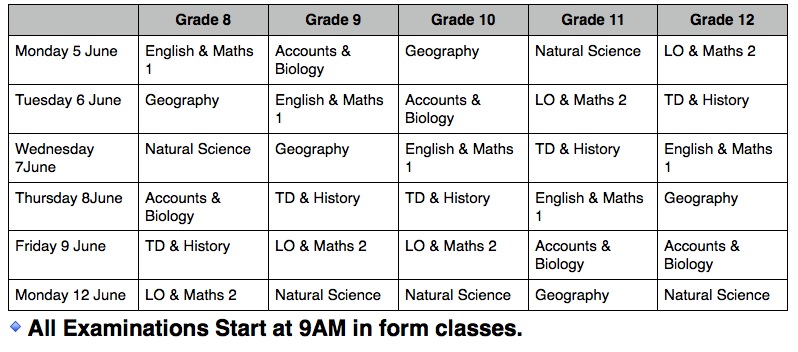 Grade 8 Grade 9 Grade 10 Grade 11 Grade 12
Monday 5 June English & Maths 1 Accounts & Biology Geography Natural Science LO & Maths 2
Tuesday 6 June Geography English & Maths 1 Accounts & Biology LO & Maths 2 TD & History
Wednesday 7June Natural Science Geography English & Maths 1 TD & History English & Maths 1
Thursday 8June Accounts & Biology TD & History TD & History English & Maths 1 Geography
Friday 9 June TD & History LO & Maths 2 LO & Maths 2 Accounts & Biology Accounts & Biology
Monday 12 June LO & Maths 2 Natural Science Natural Science Geography Natural Science
All Examinations Start at 9AM in form classes.